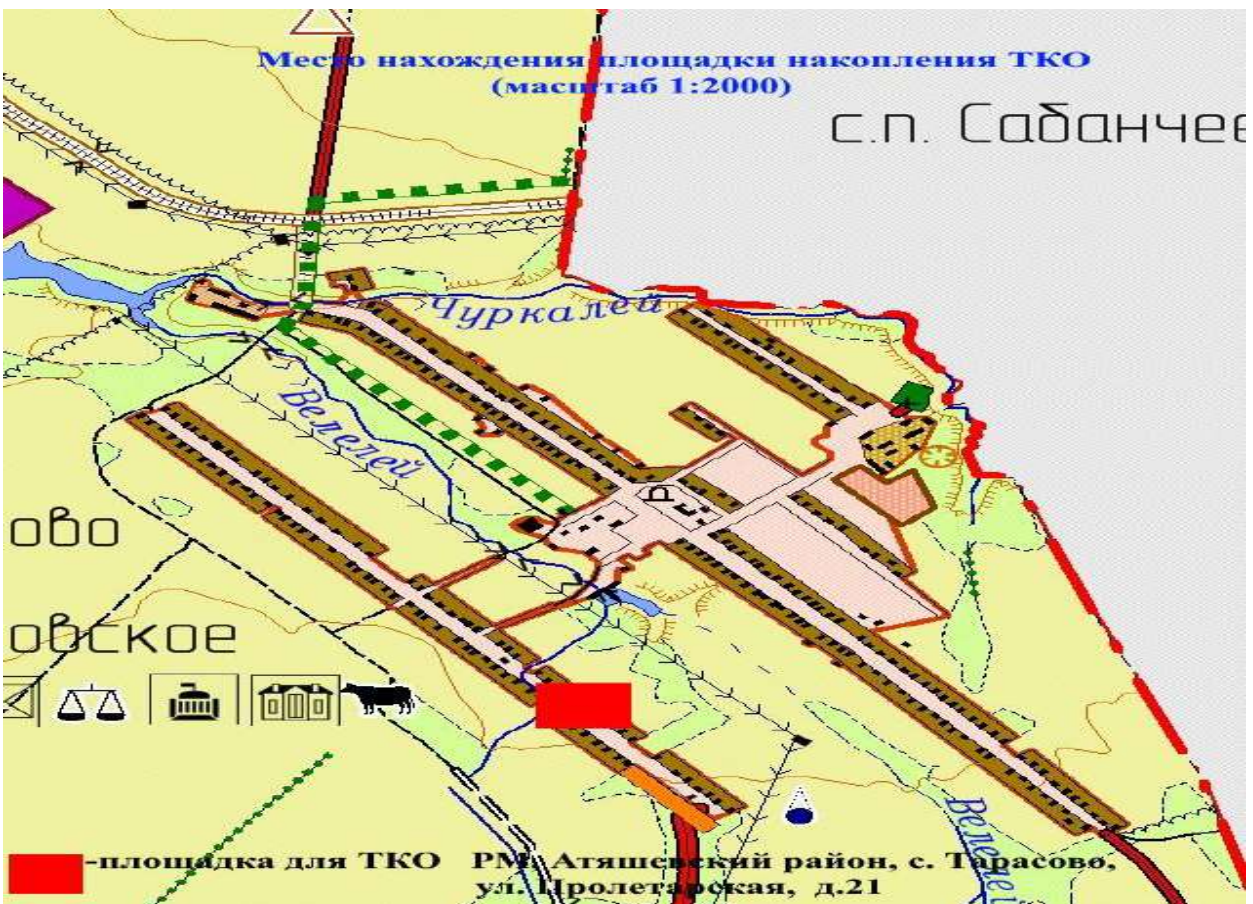 Место нахождения площадки накопления ТКО
(масштаб 1:2000)
с.п. Сабанчее
Чуркалей
Велелей
р
ово
овское
Велелей
-площадка для ТКО РМ, Атяшевский район, с. Тарасово,
ул. Пролетарская, д.21